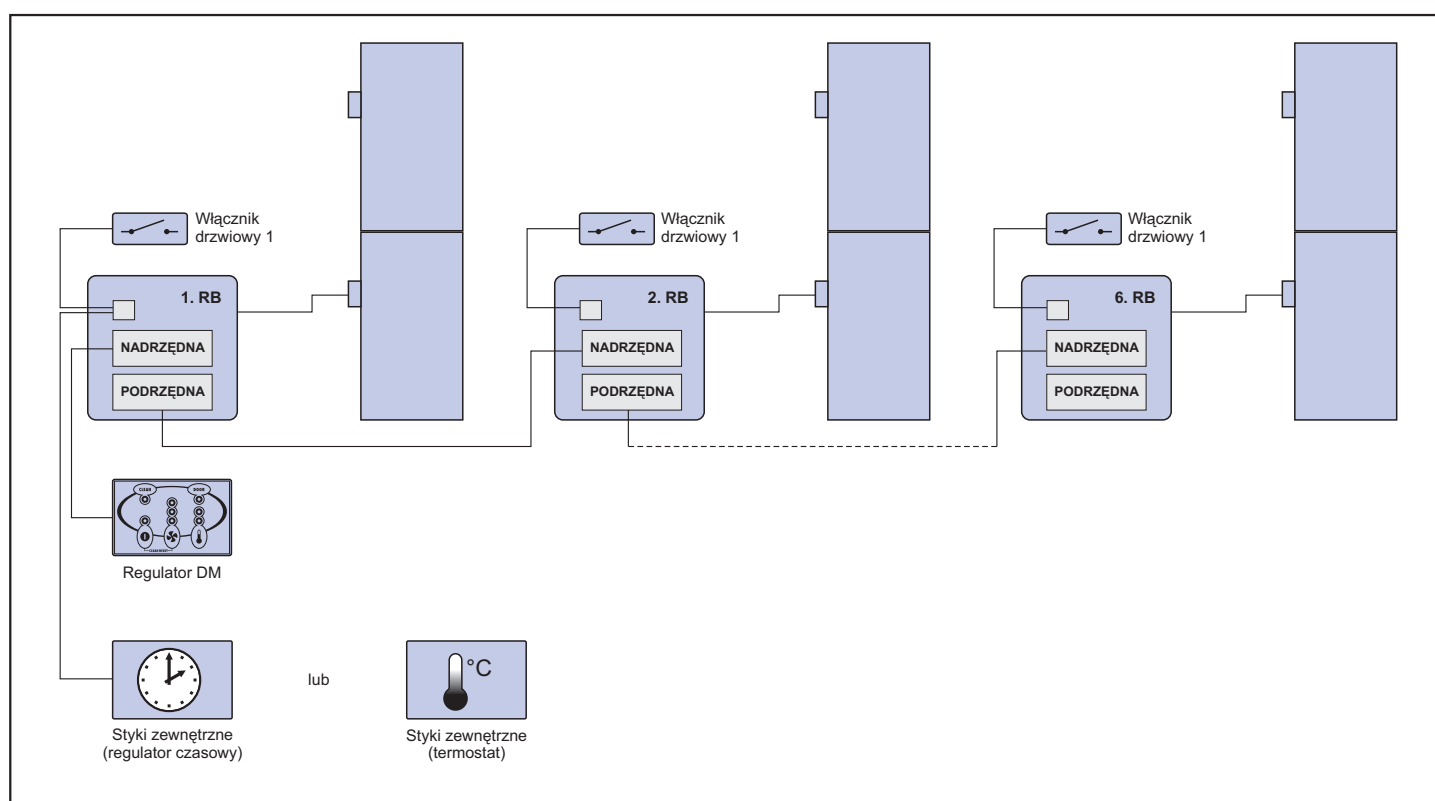 Włącznik
drzwiowy 1
1. RB
NADRZĘDNA
PODRZĘDNA
Włącznik
drzwiowy 1
2. RB
NADRZĘDNA
PODRZĘDNA
Włącznik
drzwiowy 1
6. RB
NADRZĘDNA
PODRZĘDNA
CLEAN
DOOR
Regulator DM
lub
°C
Styki zewnętrzne
(regulator czasowy)
Styki zewnętrzne
(termostat)